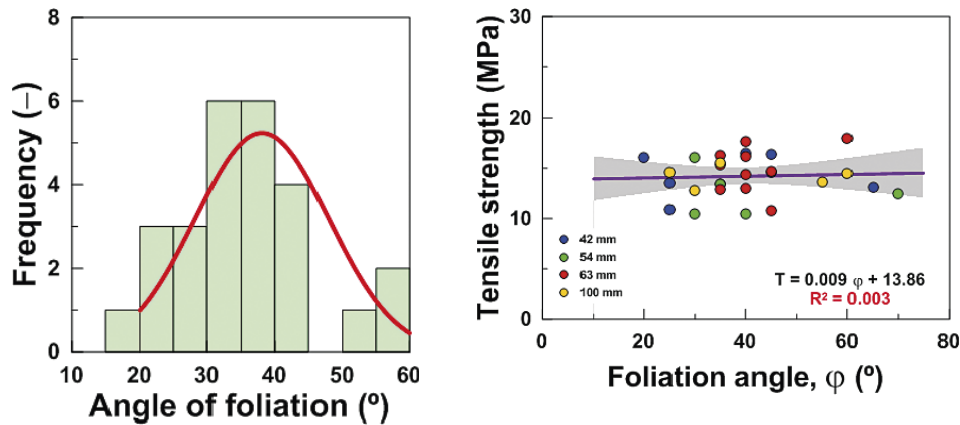 8
6
4
2
0
Frequency (–)
10 20 30 40 50 60
Angle of foliation (º)
30
20
10
0
Tensile strength (MPa)
42 mm
54 mm
63 mm
100 mm
T = 0.009 φ + 13.86
R² = 0.003
0 20 40 60 80
Foliation angle, φ (º)